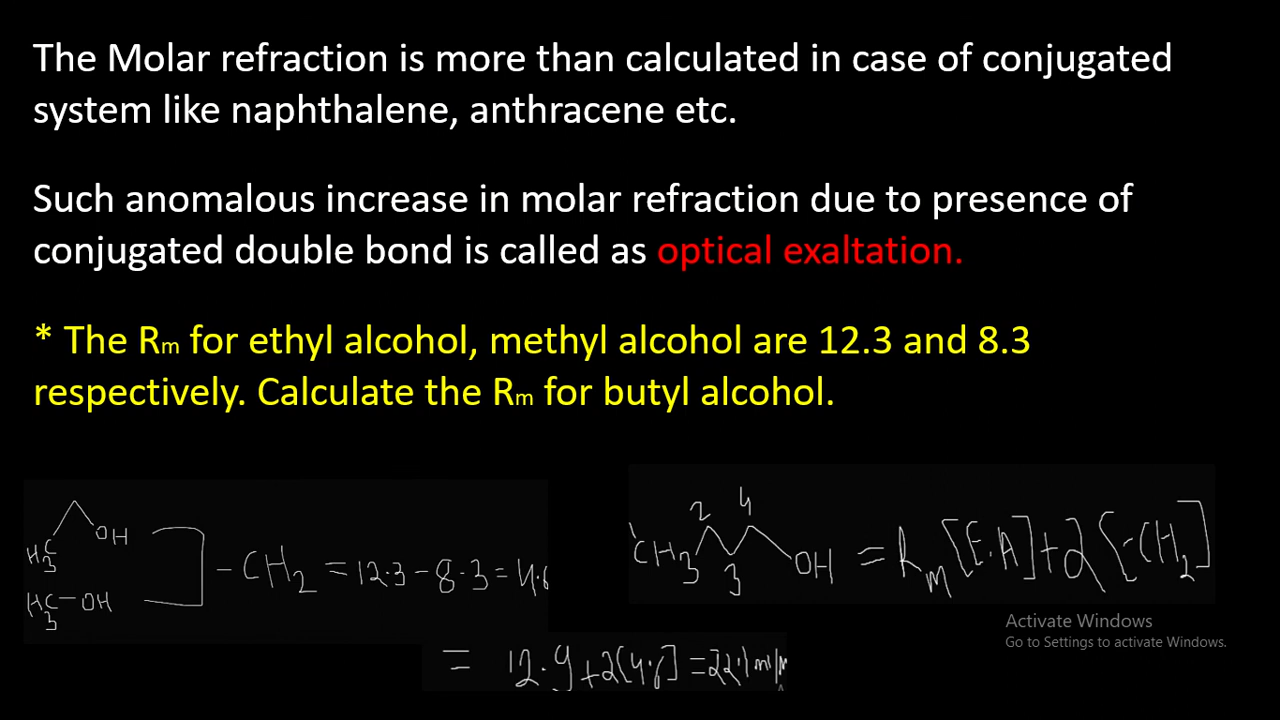 The Molar refraction is more than calculated in case of conjugated
system like naphthalene, anthracene etc.
Such anomalous increase in molar refraction due to presence of
conjugated double bond is called as optical exaltation.
* The Rm for ethyl alcohol, methyl alcohol are 12.3 and 8.3
respectively. Calculate the Rm for butyl alcohol.
OH
H3C
H3C-OH
- CH2 = 12.3 - 8.3 = 4.6
1 2 3 4
CH3 OH = Rm [E.A] + 2 [-CH2]
= 12.9 + 2[4.6] = 22.1
Activate Windows
Go to Settings to activate Windows.